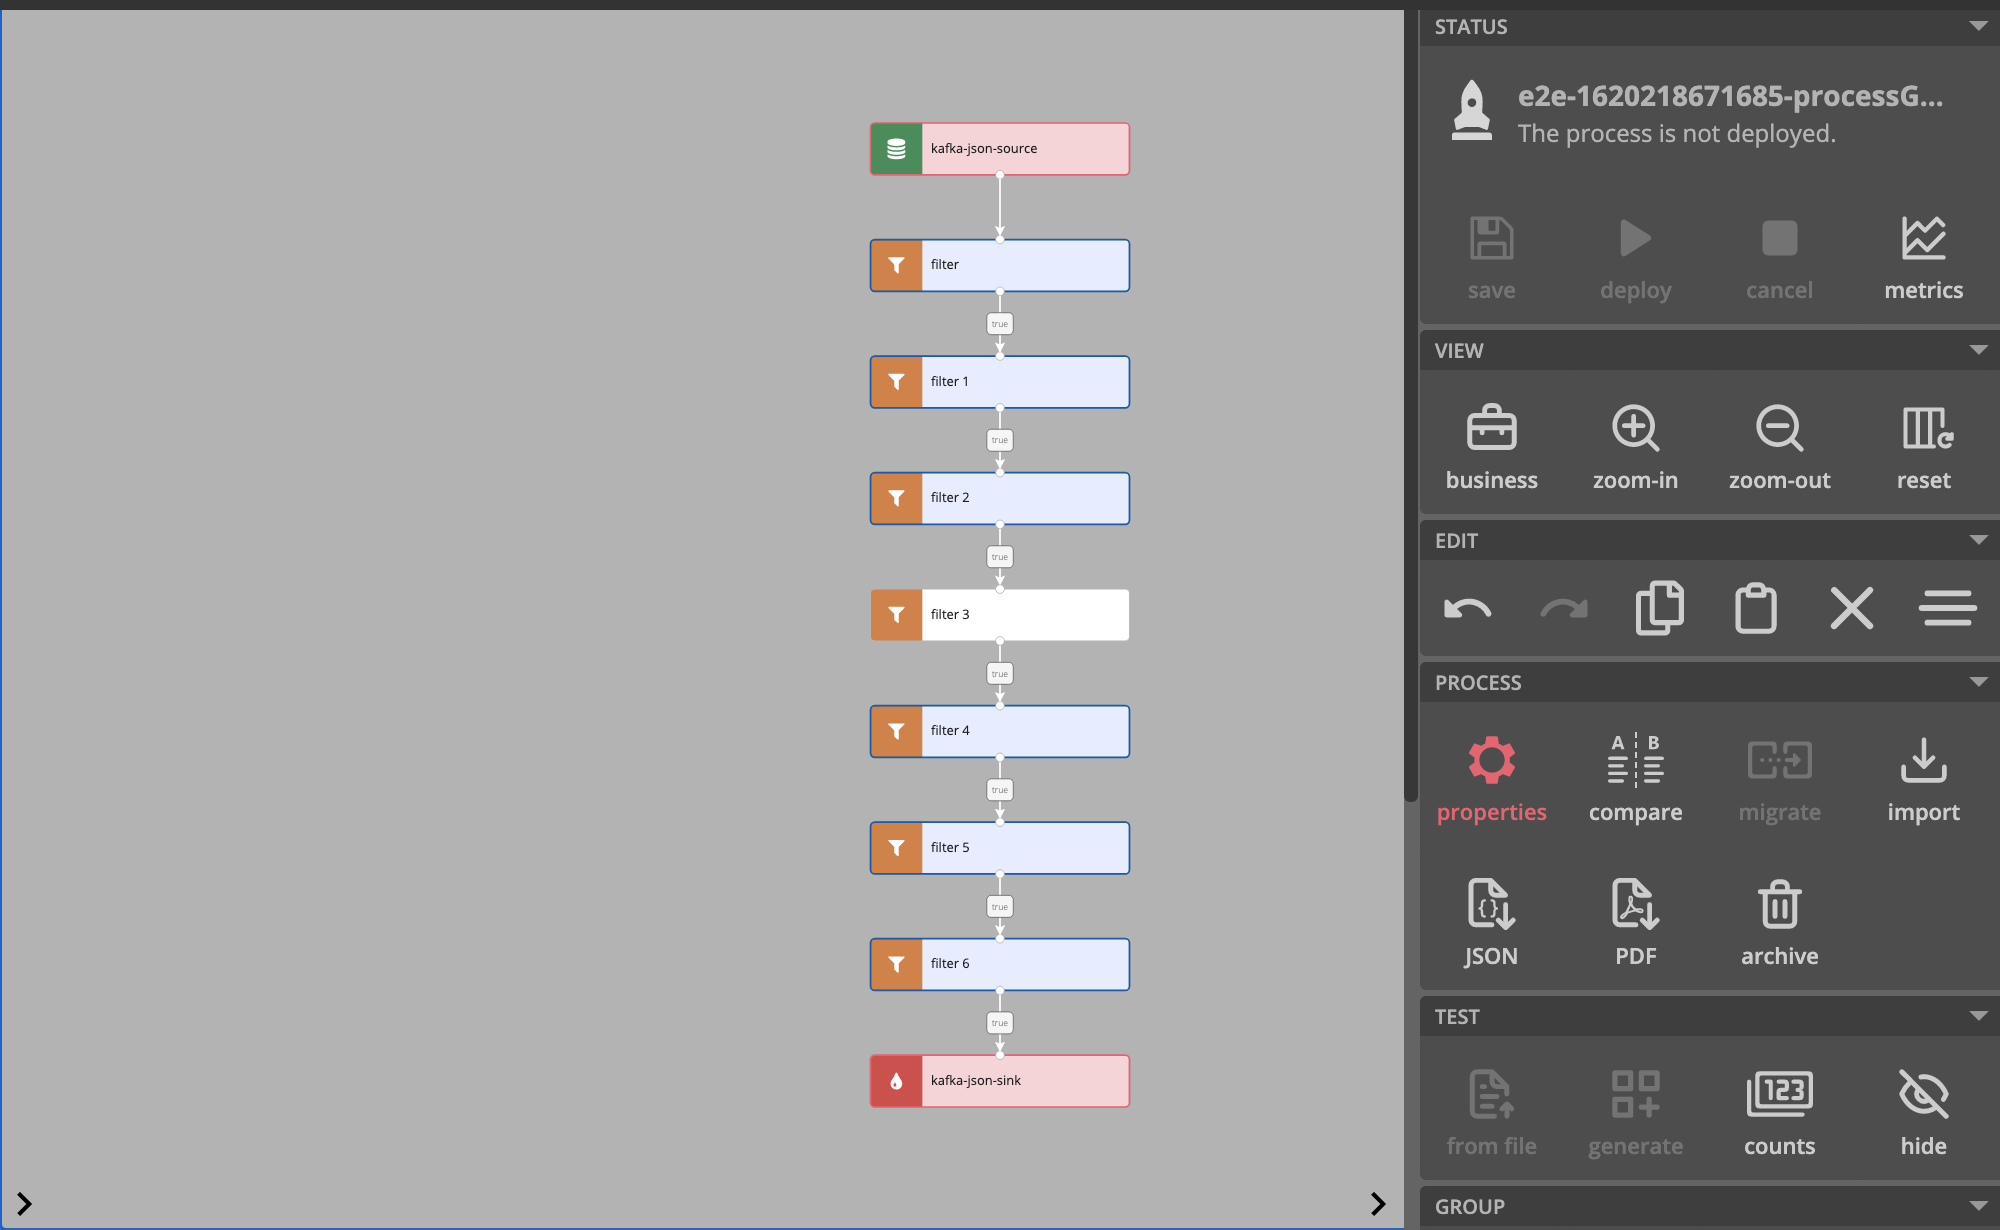 kafka-json-source
filter
true
filter 1
true
filter 2
true
filter 3
true
filter 4
true
filter 5
true
filter 6
true
kafka-json-sink
STATUS
e2e-1620218671685-processG...
The process is not deployed.
save deploy cancel metrics
VIEW
business zoom-in zoom-out reset
EDIT
PROCESS
A B
properties compare migrate import
{}
JSON PDF archive
TEST
123
from file generate counts hide
GROUP